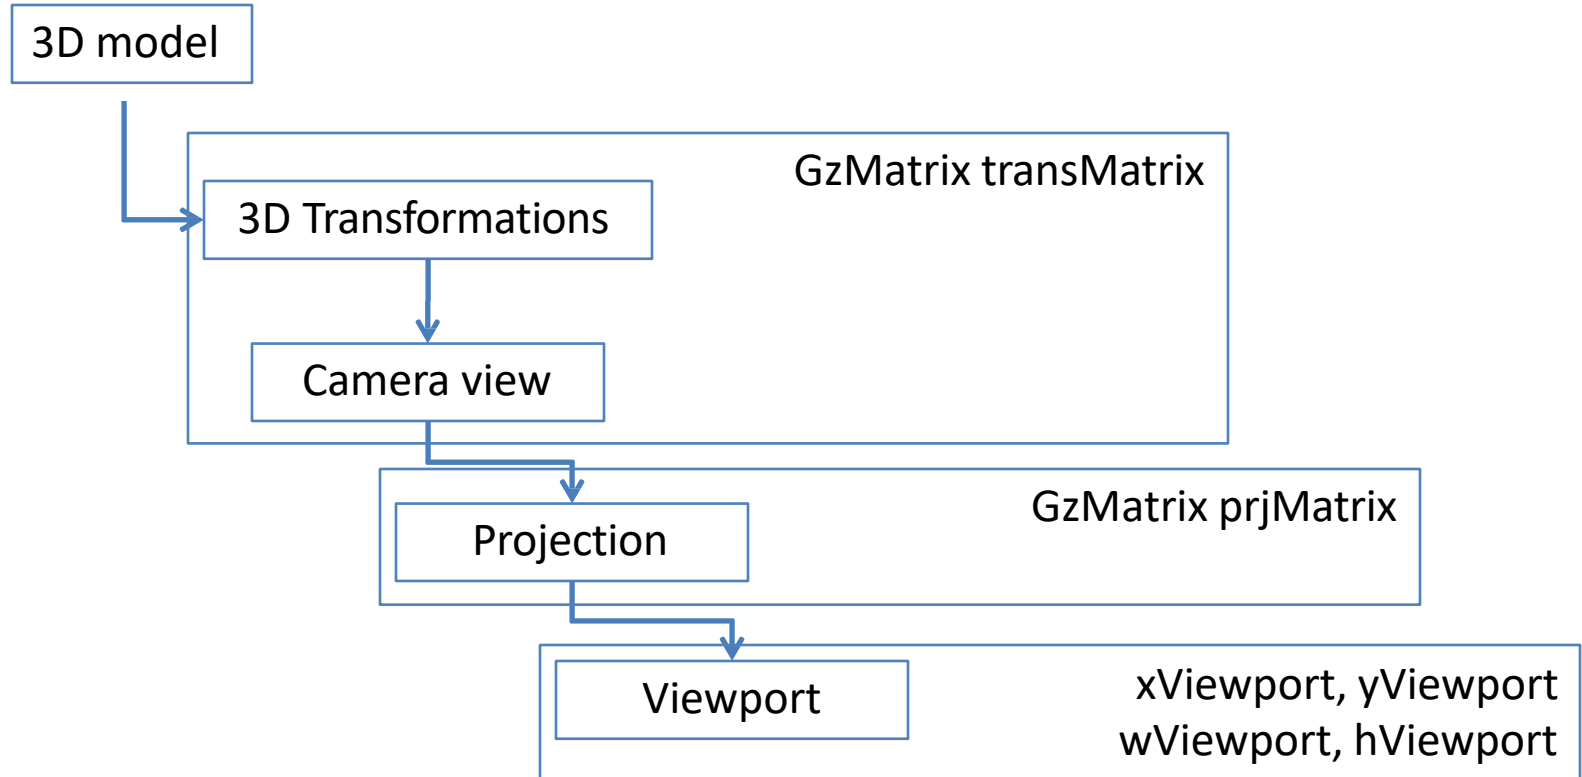 3D model
GzMatrix transMatrix
3D Transformations
Camera view
GzMatrix prjMatrix
Projection
xViewport, yViewport
Viewport
wViewport, hViewport